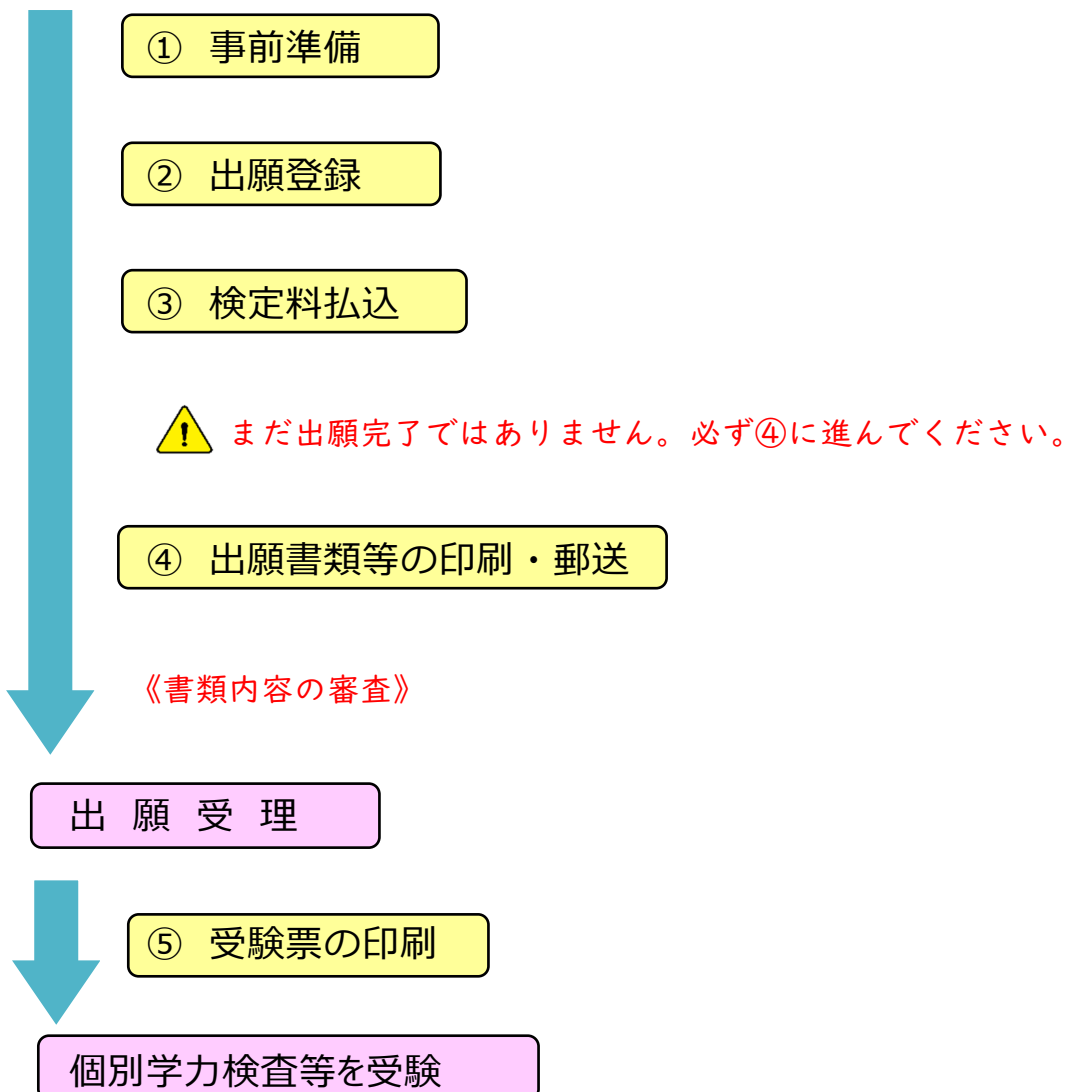 ① 事前準備
② 出願登録
③ 検定料払込
まだ出願完了ではありません。必ず④に進んでください。
④ 出願書類等の印刷・郵送
《書類内容の審査》
出 願 受 理
⑤ 受験票の印刷
個別学力検査等を受験